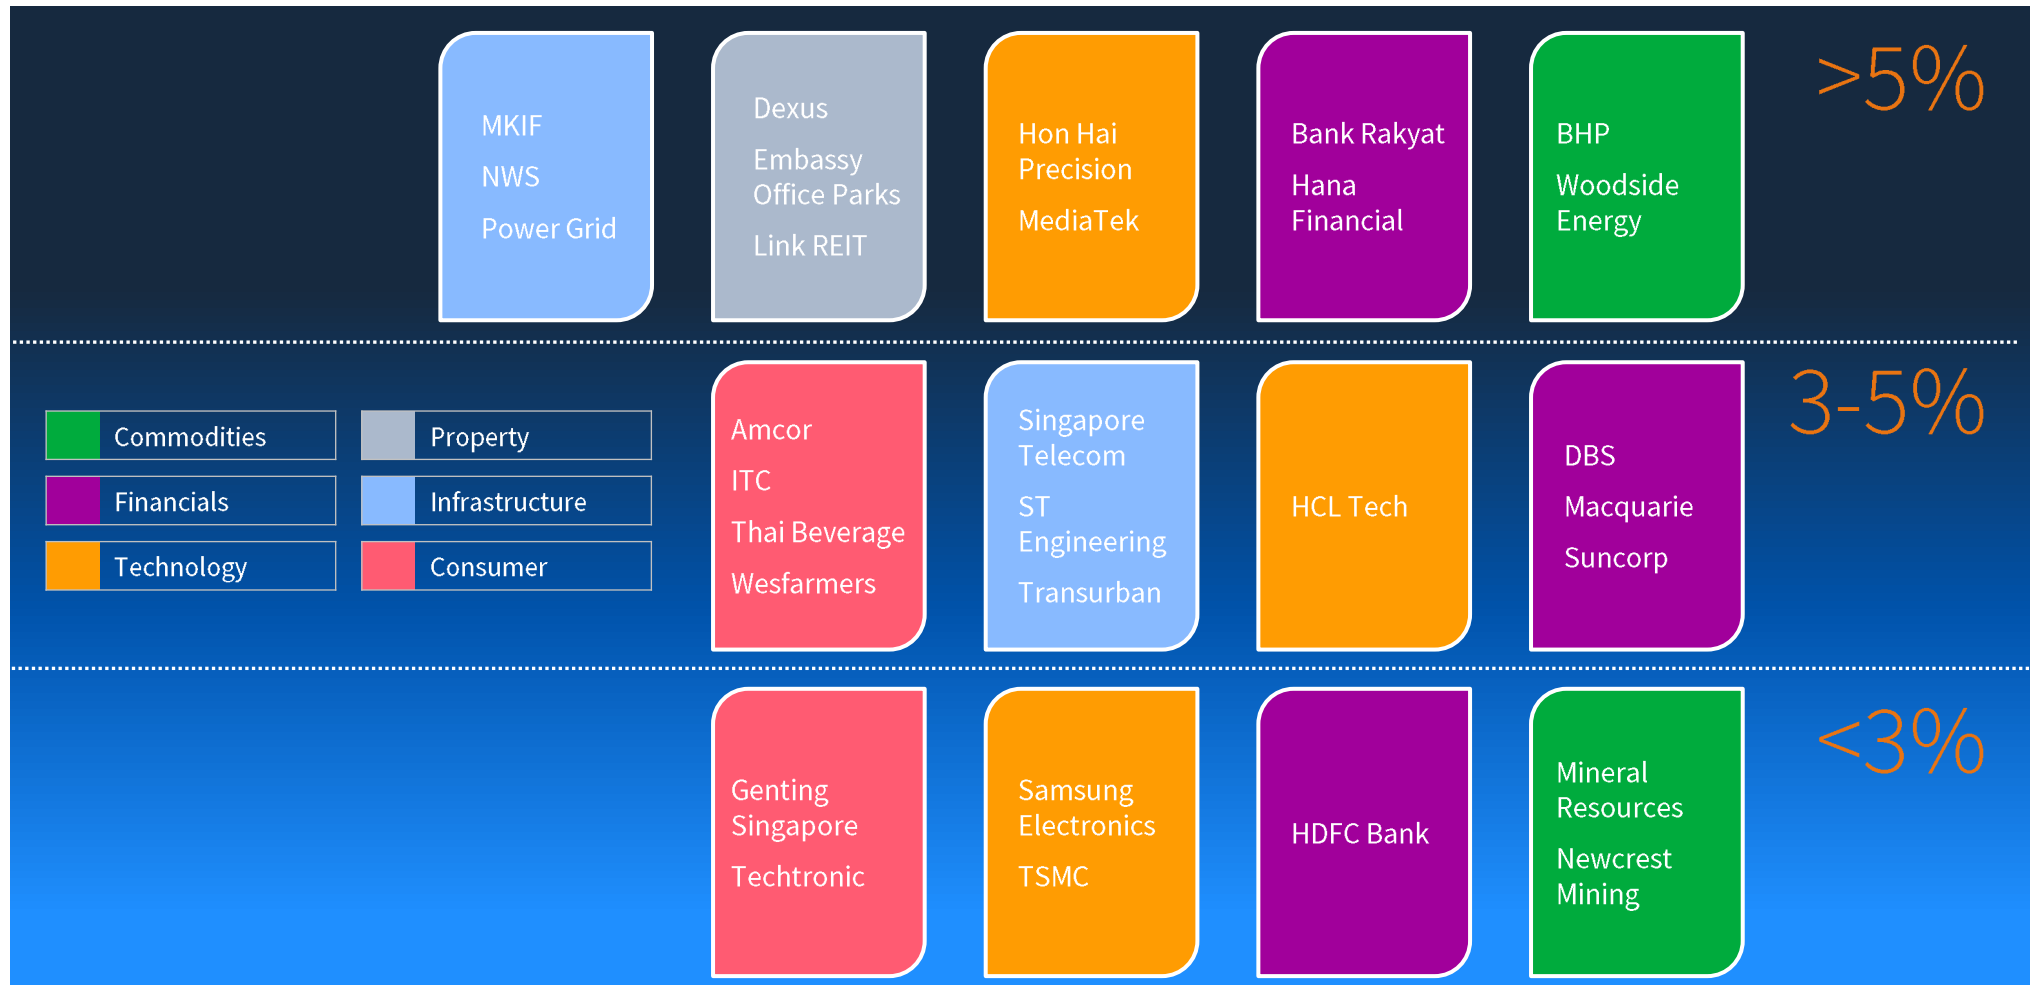 >5%
MKIF
NWS
Power Grid
Dexus
Embassy
Office Parks
Link REIT
Hon Hai
Precision
MediaTek
Bank Rakyat
Hana
Financial
BHP
Woodside
Energy
3-5%
Commodities
Property
Financials
Infrastructure
Technology
Consumer
Amcor
ITC
Thai Beverage
Wesfarmers
Singapore
Telecom
ST
Engineering
Transurban
HCL Tech
DBS
Macquarie
Suncorp
<3%
Genting
Singapore
Techtronic
Samsung
Electronics
TSMC
HDFC Bank
Mineral
Resources
Newcrest
Mining